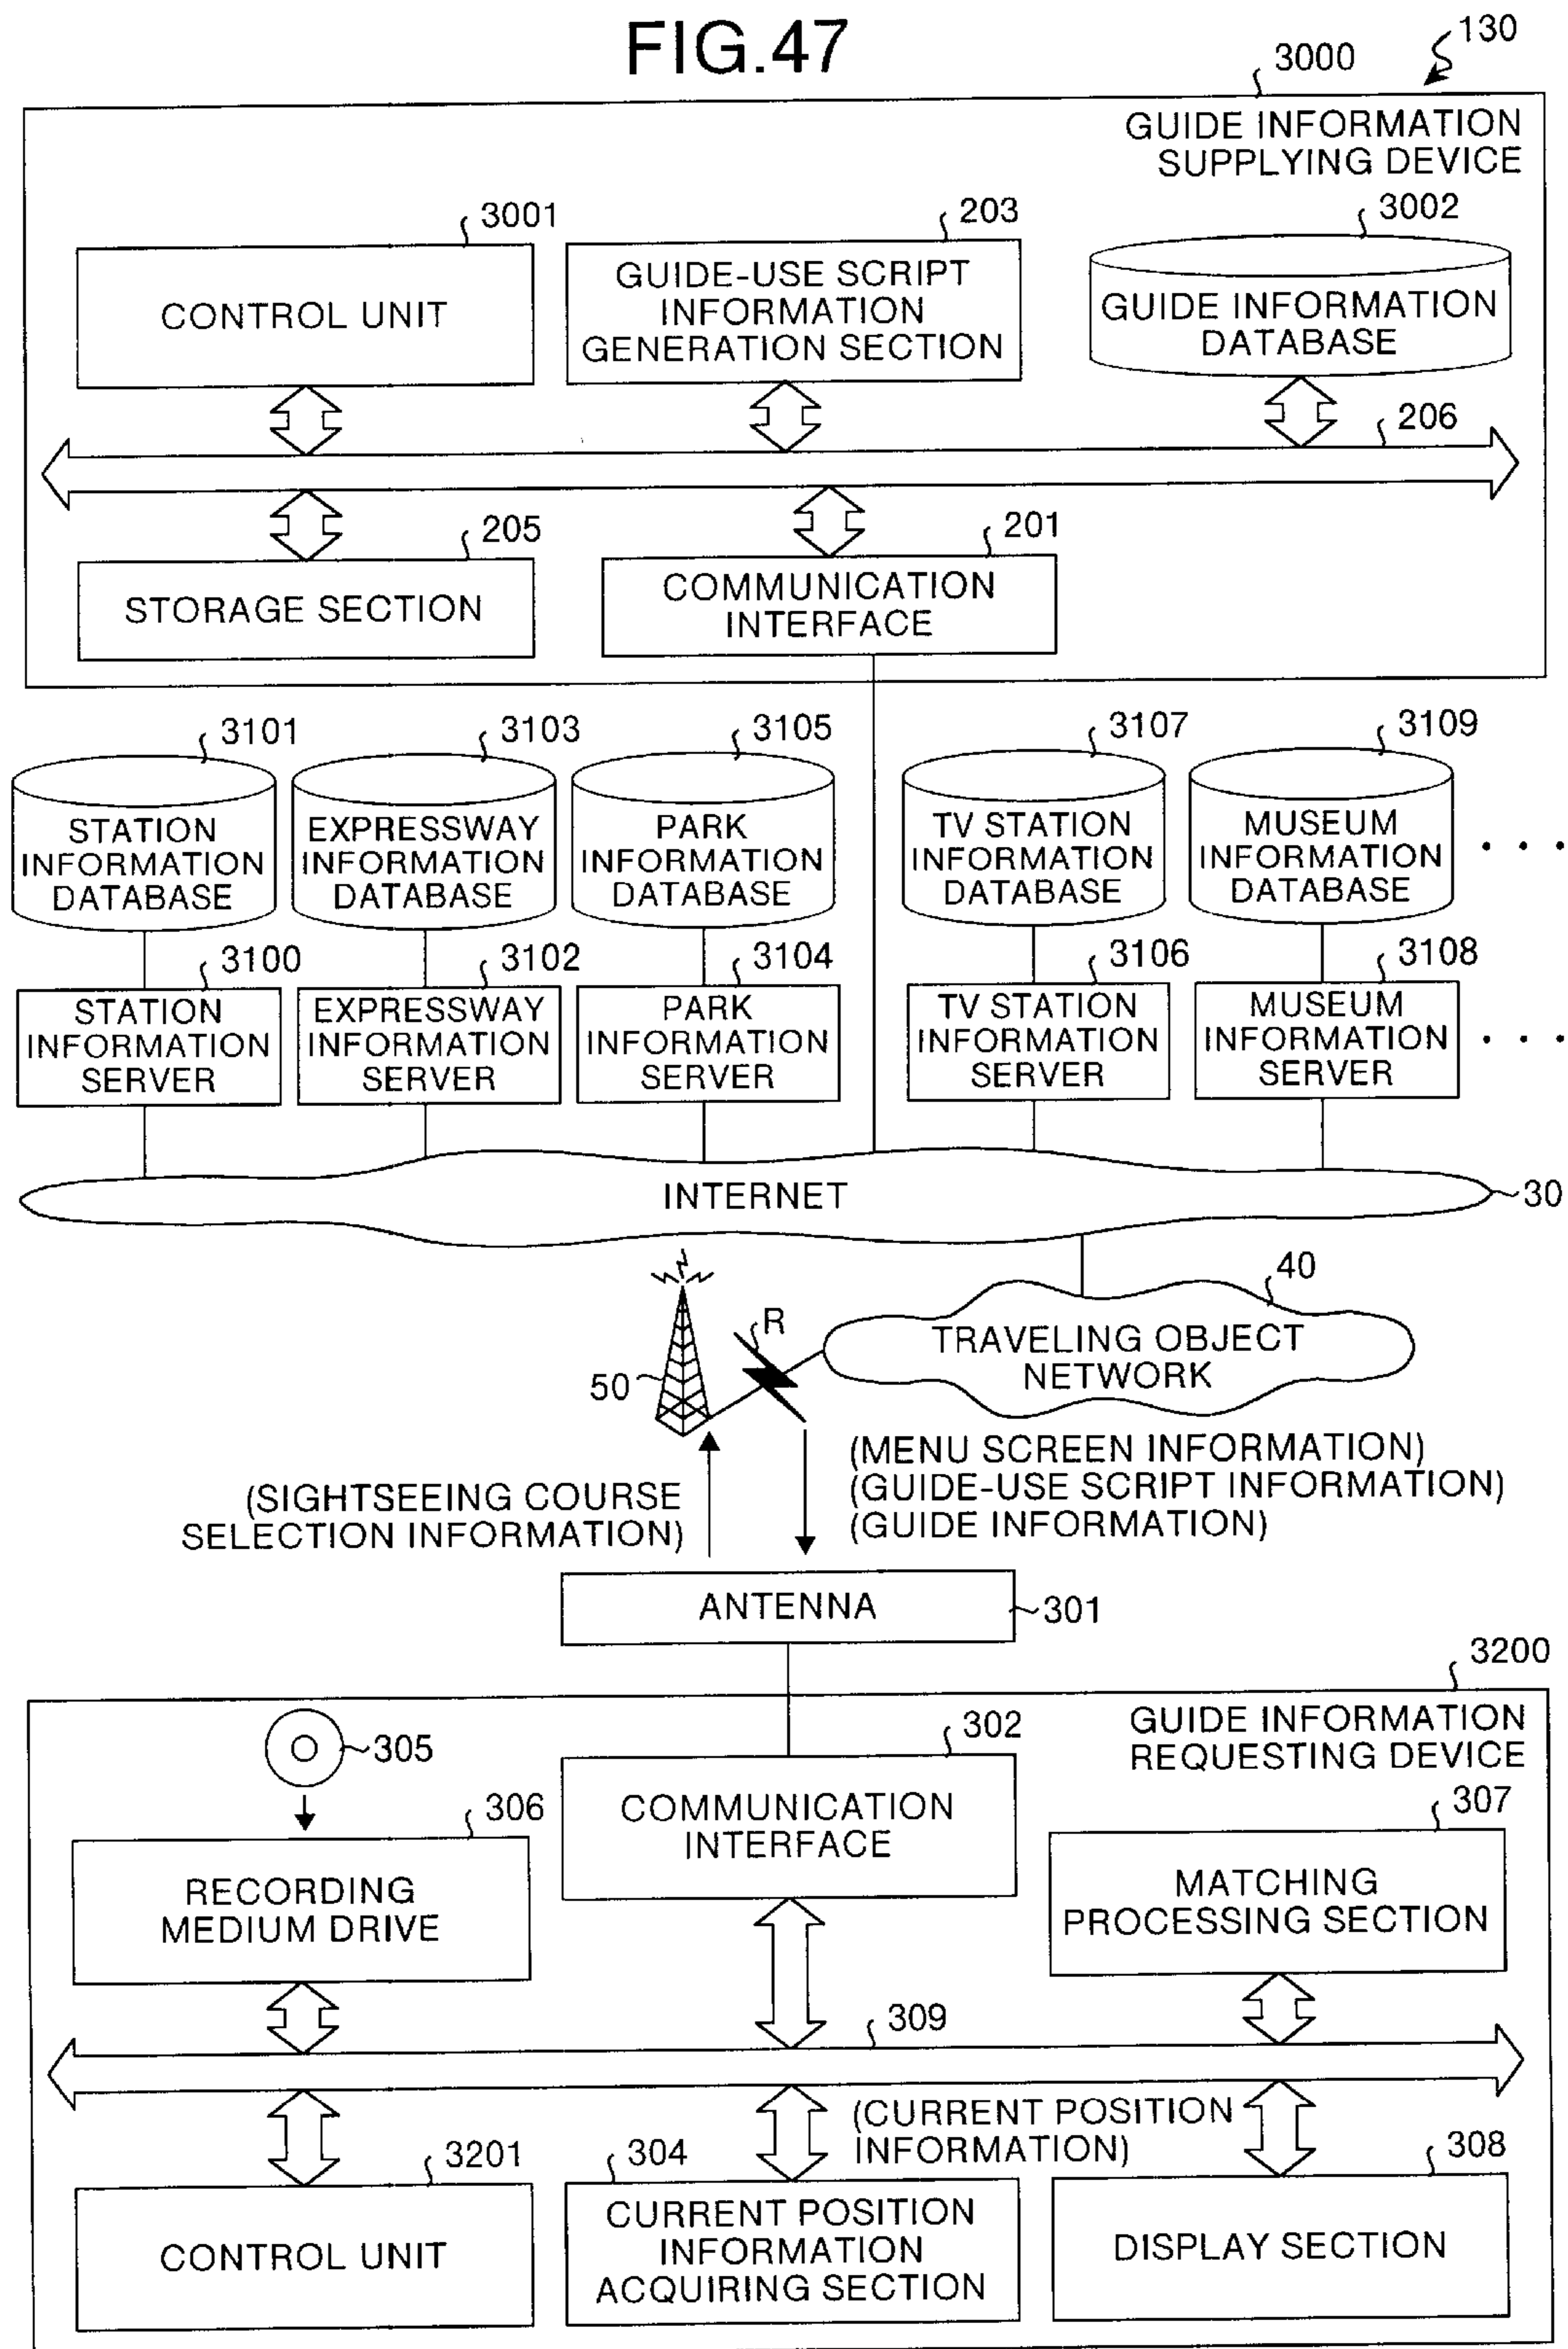 FIG.47
130
3000
GUIDE INFORMATION
SUPPLYING DEVICE
3001
CONTROL UNIT
203
GUIDE-USE SCRIPT
INFORMATION
GENERATION SECTION
3002
GUIDE INFORMATION
DATABASE
206
205
STORAGE SECTION
201
COMMUNICATION
INTERFACE
3101
STATION
INFORMATION
DATABASE
3103
EXPRESSWAY
INFORMATION
DATABASE
3105
PARK
INFORMATION
DATABASE
3107
TV STATION
INFORMATION
DATABASE
3109
MUSEUM
INFORMATION
DATABASE
. . .
3100
STATION
INFORMATION
SERVER
3102
EXPRESSWAY
INFORMATION
SERVER
3104
PARK
INFORMATION
SERVER
3106
TV STATION
INFORMATION
SERVER
3108
MUSEUM
INFORMATION
SERVER
. . .
INTERNET
30
40
TRAVELING OBJECT
NETWORK
R
50
(SIGHTSEEING COURSE
SELECTION INFORMATION)
(MENU SCREEN INFORMATION)
(GUIDE-USE SCRIPT INFORMATION)
(GUIDE INFORMATION)
ANTENNA
301
3200
GUIDE INFORMATION
REQUESTING DEVICE
305
302
COMMUNICATION
INTERFACE
306
RECORDING
MEDIUM DRIVE
307
MATCHING
PROCESSING SECTION
309
(CURRENT POSITION
INFORMATION)
3201
CONTROL UNIT
304
CURRENT POSITION
INFORMATION
ACQUIRING SECTION
308
DISPLAY SECTION